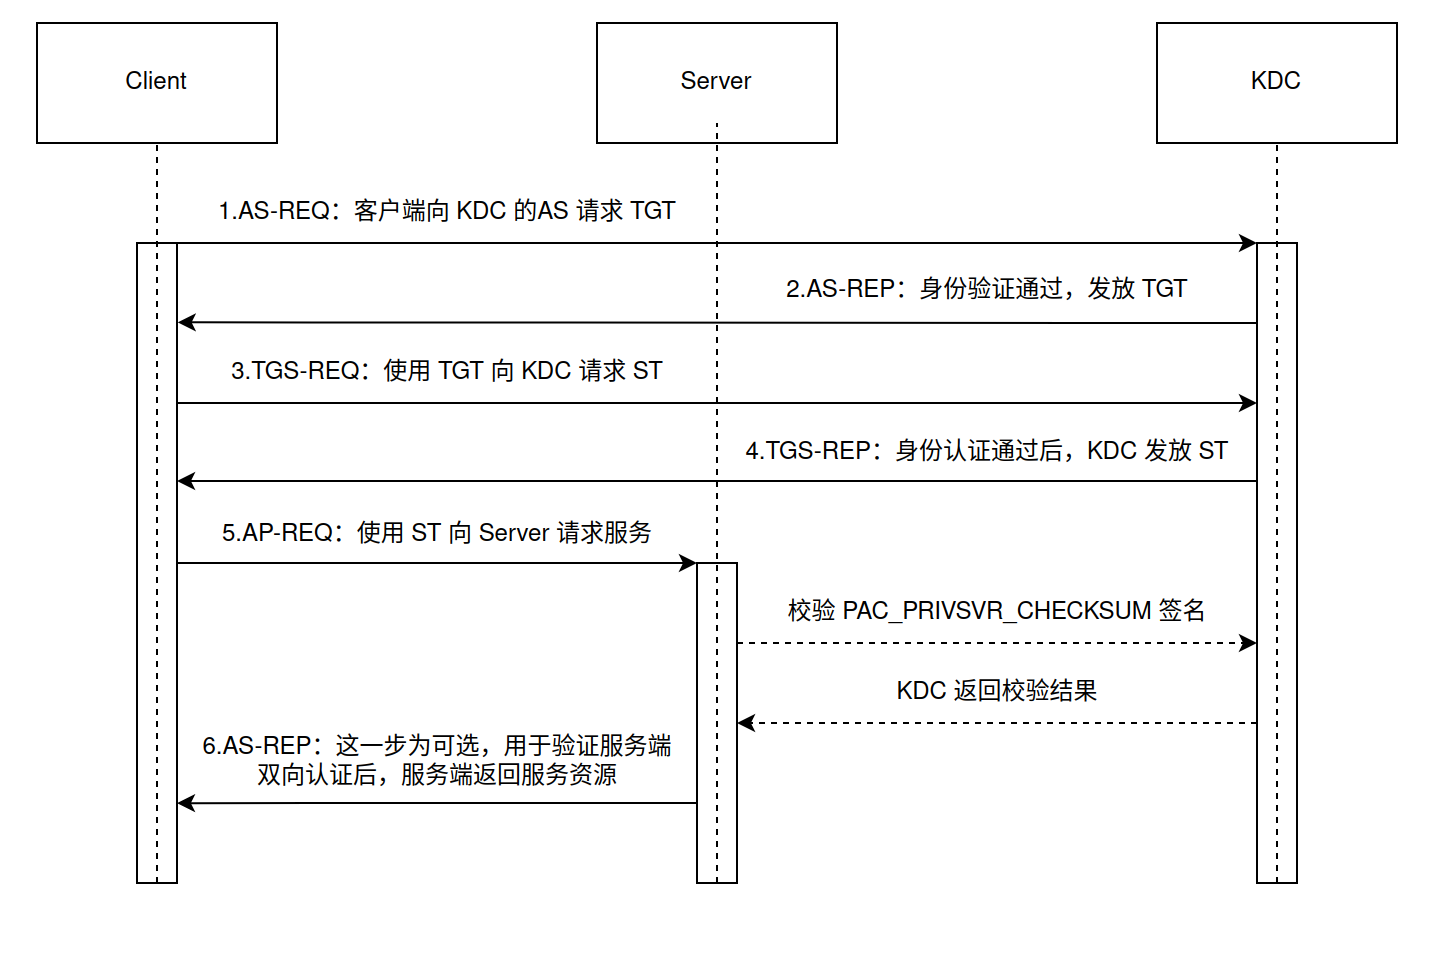 Client
Server
KDC
1.AS-REQ：客户端向 KDC 的AS 请求 TGT
2.AS-REP：身份验证通过，发放 TGT
3.TGS-REQ：使用 TGT 向 KDC 请求 ST
4.TGS-REP：身份认证通过后，KDC 发放 ST
5.AP-REQ：使用 ST 向 Server 请求服务
校验 PAC_PRIVSVR_CHECKSUM 签名
KDC 返回校验结果
6.AS-REP：这一步为可选，用于验证服务端
双向认证后，服务端返回服务资源